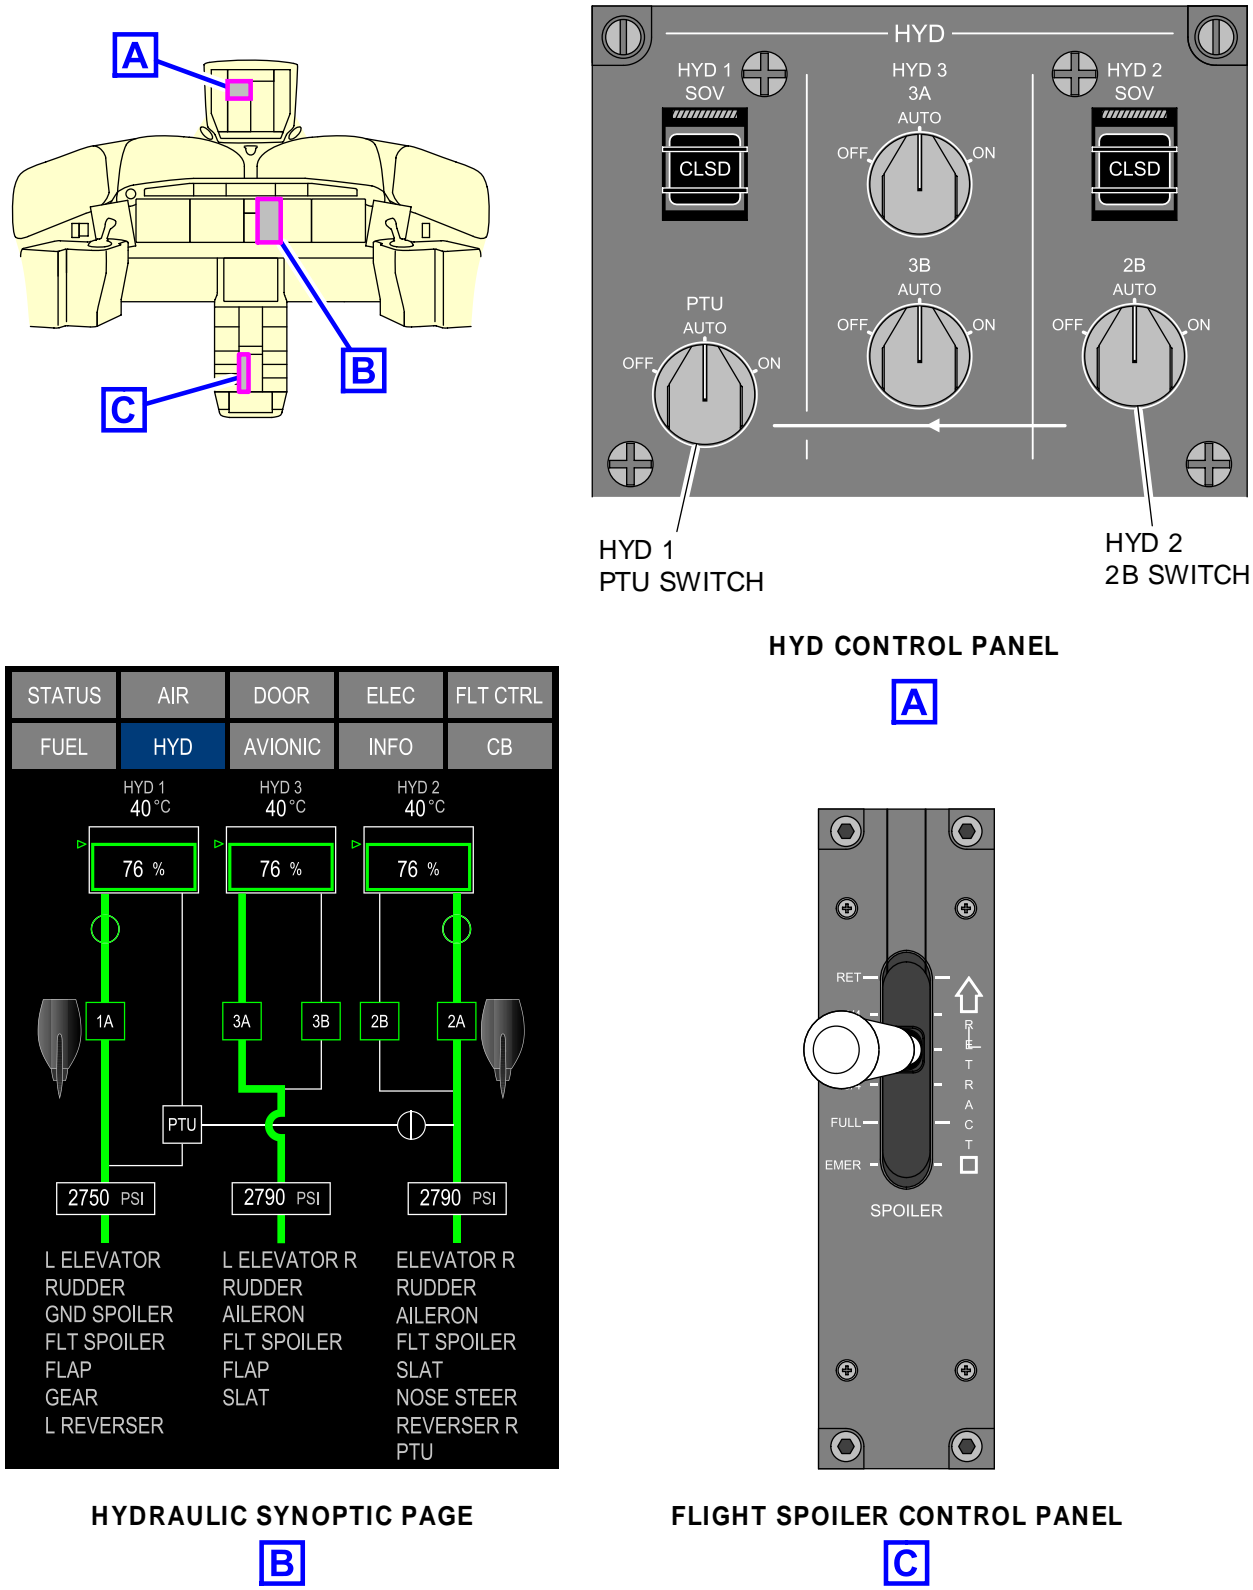 A
B
C
HYD
HYD 1
SOV
CLSD
HYD 3
3A
AUTO
OFF
ON
HYD 2
SOV
CLSD
PTU
AUTO
OFF
ON
3B
AUTO
OFF
ON
2B
AUTO
OFF
ON
HYD 1
PTU SWITCH
HYD 2
2B SWITCH
HYD CONTROL PANEL
A
STATUS AIR DOOR ELEC FLT CTRL
FUEL HYD AVIONIC INFO CB
HYD 1 HYD 3 HYD 2
40°C 40°C 40°C
76 % 76 % 76 %
1A 3A 3B 2B 2A
PTU
2750 PSI 2790 PSI 2790 PSI
L ELEVATOR
RUDDER
GND SPOILER
FLT SPOILER
FLAP
GEAR
L REVERSER
L ELEVATOR R
RUDDER
AILERON
FLT SPOILER
FLAP
SLAT
ELEVATOR R
RUDDER
AILERON
FLT SPOILER
SLAT
NOSE STEER
REVERSER R
PTU
HYDRAULIC SYNOPTIC PAGE
B
RET
FULL
EMER
RETRACT
SPOILER
FLIGHT SPOILER CONTROL PANEL
C